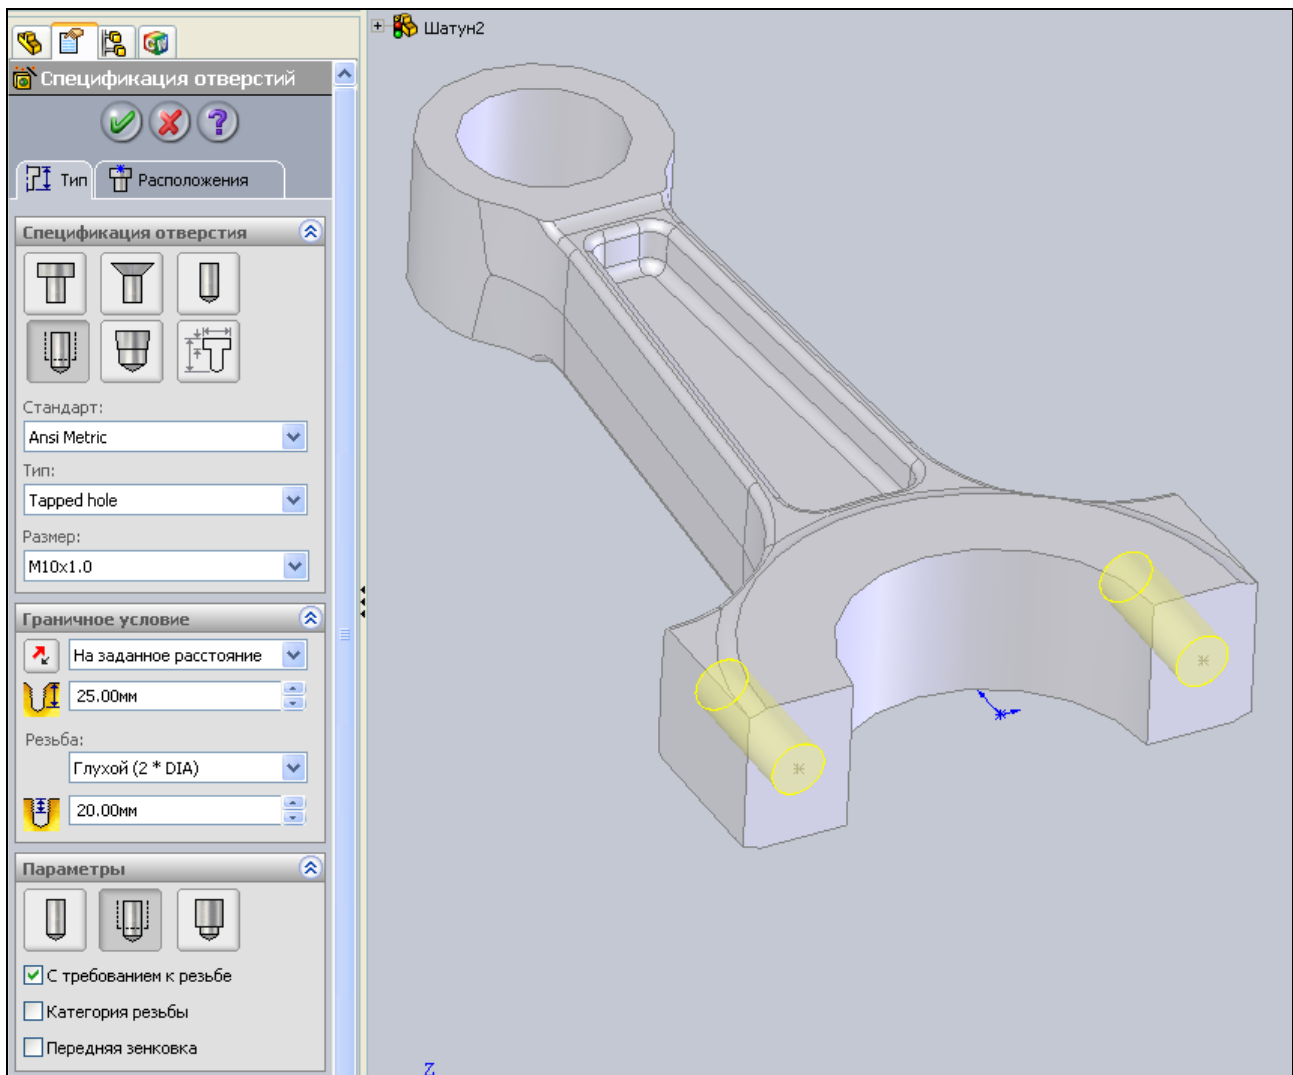 Шатун2
Спецификация отверстий
Тип
Расположения
Спецификация отверстия
Стандарт:
Ansi Metric
Тип:
Tapped hole
Размер:
M10x1.0
Граничное условие
На заданное расстояние
25.00мм
Резьба:
Глухой (2 * DIA)
20.00мм
Параметры
С требованием к резьбе
Категория резьбы
Передняя зенковка
Z